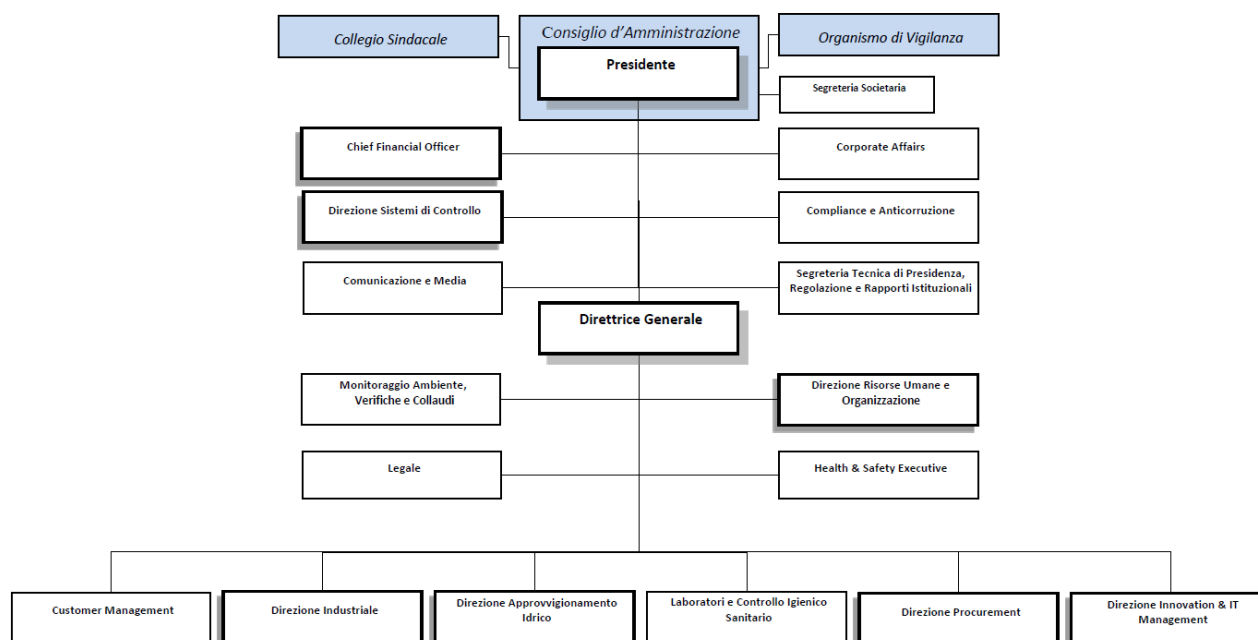 Collegio Sindacale
Consiglio d'Amministrazione
Organismo di Vigilanza
Presidente
Segreteria Societaria
Chief Financial Officer
Corporate Affairs
Direzione Sistemi di Controllo
Compliance e Anticorruzione
Comunicazione e Media
Segreteria Tecnica di Presidenza,
Regolazione e Rapporti Istituzionali
Direttrice Generale
Monitoraggio Ambiente,
Verifiche e Collaudi
Direzione Risorse Umane e
Organizzazione
Legale
Health & Safety Executive
Customer Management
Direzione Industriale
Direzione Approvvigionamento
Idrico
Laboratori e Controllo Igienico
Sanitario
Direzione Procurement
Direzione Innovation & IT
Management